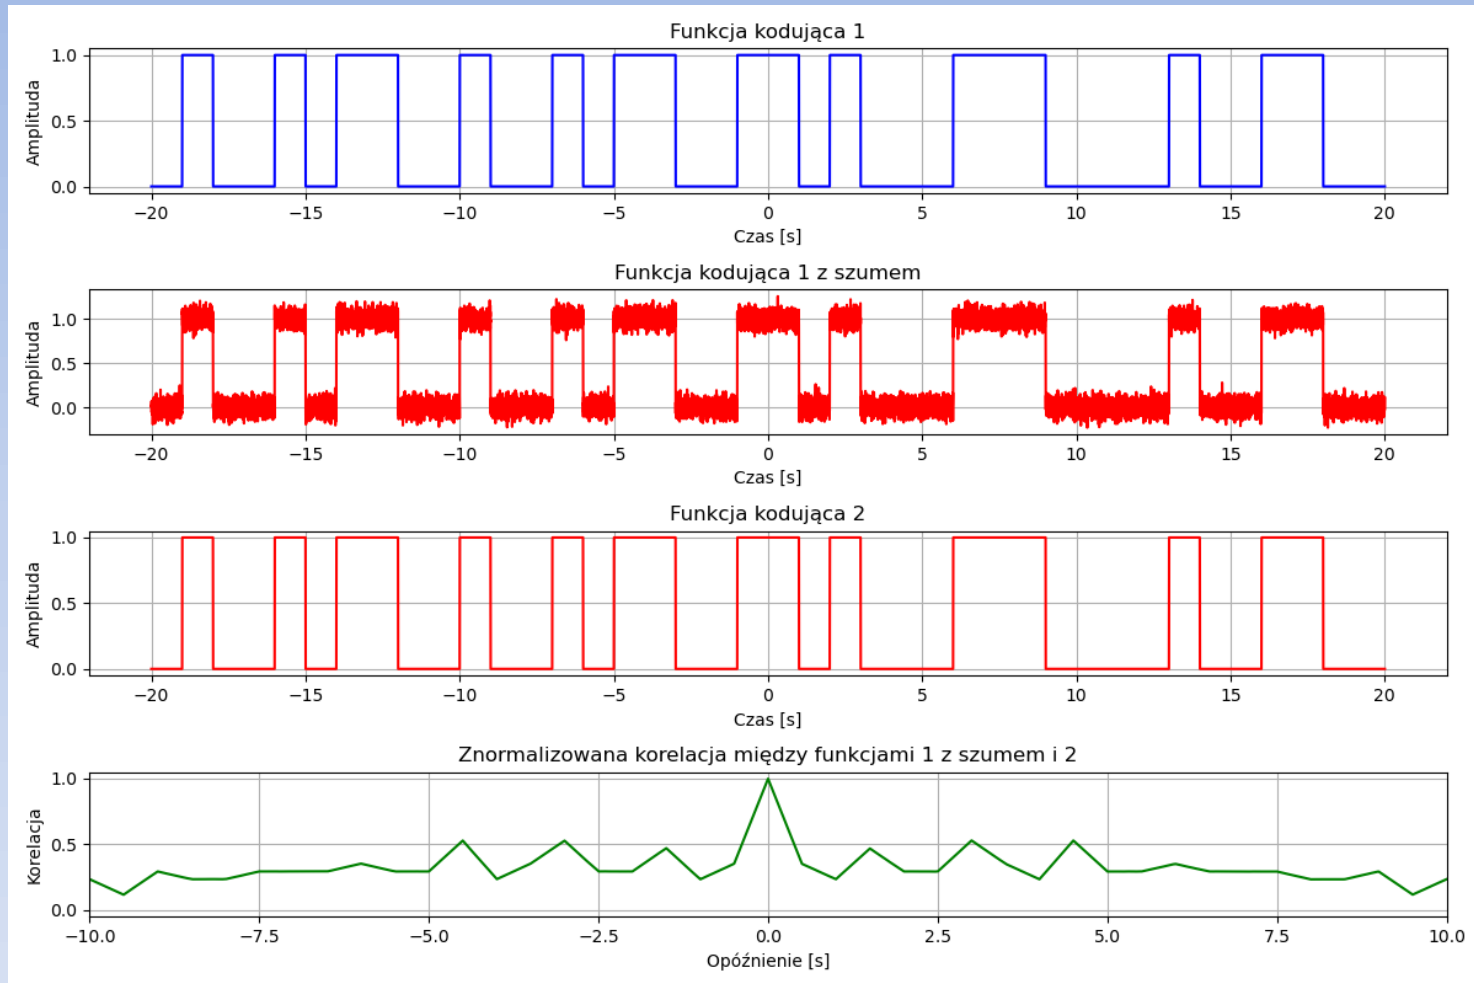 Funkcja kodująca 1
1.0
0.5
0.0
Amplituda
−20 −15 −10 −5 0 5 10 15 20
Czas [s]
Funkcja kodująca 1 z szumem
1.0
0.5
0.0
Amplituda
−20 −15 −10 −5 0 5 10 15 20
Czas [s]
Funkcja kodująca 2
1.0
0.5
0.0
Amplituda
−20 −15 −10 −5 0 5 10 15 20
Czas [s]
Znormalizowana korelacja między funkcjami 1 z szumem i 2
1.0
0.5
0.0
Korelacja
−10.0 −7.5 −5.0 −2.5 0.0 2.5 5.0 7.5 10.0
Opóźnienie [s]